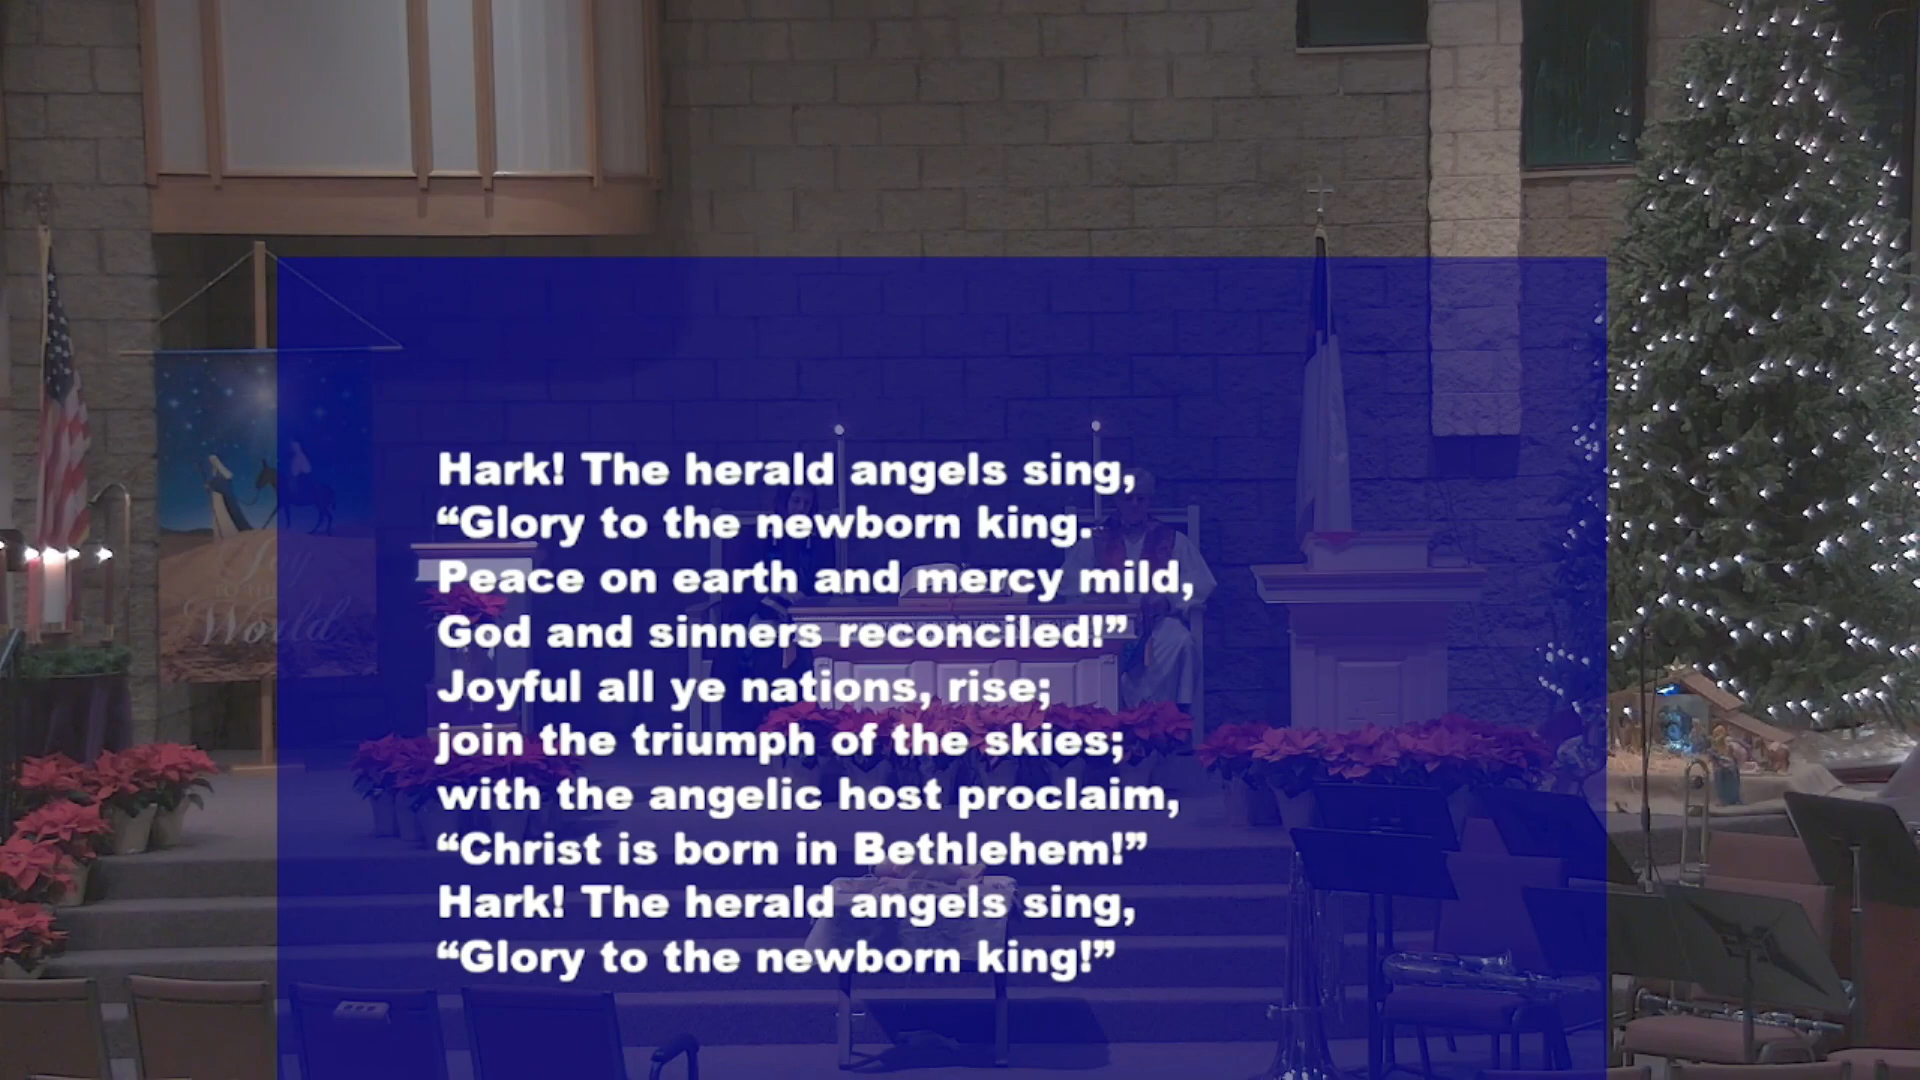 Hark! The herald angels sing,
“Glory to the newborn king.
Peace on earth and mercy mild,
God and sinners reconciled!”
Joyful all ye nations, rise;
join the triumph of the skies;
with the angelic host proclaim,
“Christ is born in Bethlehem!”
Hark! The herald angels sing,
“Glory to the newborn king!”
Joy
World